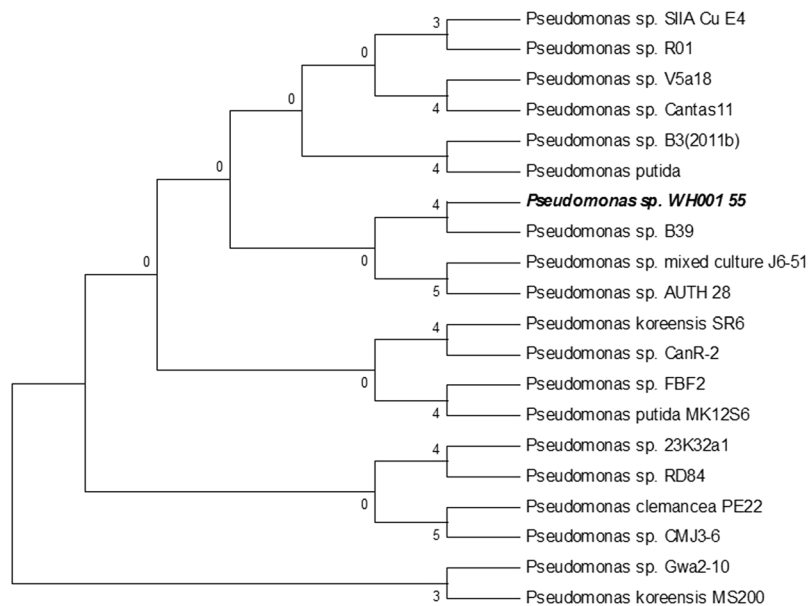 3
Pseudomonas sp. SIIA Cu E4
0
Pseudomonas sp. R01
0
Pseudomonas sp. V5a18
4
Pseudomonas sp. Cantas11
0
Pseudomonas sp. B3(2011b)
4
Pseudomonas putida
4
Pseudomonas sp. WH001 55
0
Pseudomonas sp. B39
0
Pseudomonas sp. mixed culture J6-51
5
Pseudomonas sp. AUTH 28
4
Pseudomonas koreensis SR6
Pseudomonas sp. CanR-2
0
Pseudomonas sp. FBF2
4
Pseudomonas putida MK12S6
4
Pseudomonas sp. 23K32a1
Pseudomonas sp. RD84
0
Pseudomonas clemancea PE22
5
Pseudomonas sp. CMJ3-6
Pseudomonas sp. Gwa2-10
3
Pseudomonas koreensis MS200